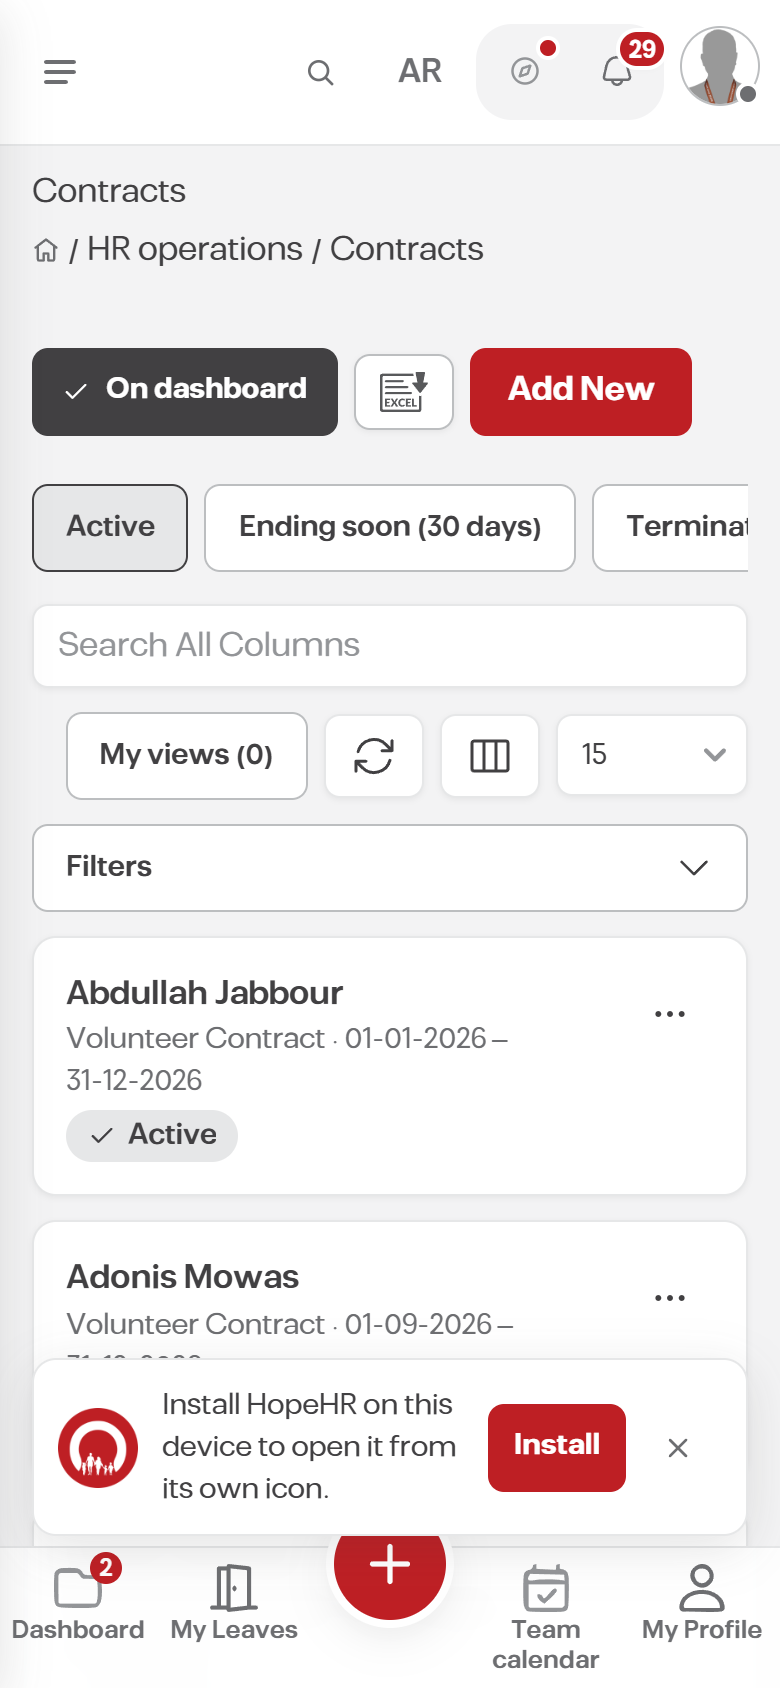 AR
29
Contracts
/ HR operations / Contracts
On dashboard
EXCEL
Add New
Active
Ending soon (30 days)
Search All Columns
My views (0)
15
Filters
Abdullah Jabbour
Volunteer Contract · 01-01-2026 –
31-12-2026
Active
Adonis Mowas
Volunteer Contract · 01-09-2026 –
Install HopeHR on this
device to open it from
its own icon.
Install
2
Dashboard
My Leaves
Team
calendar
My Profile